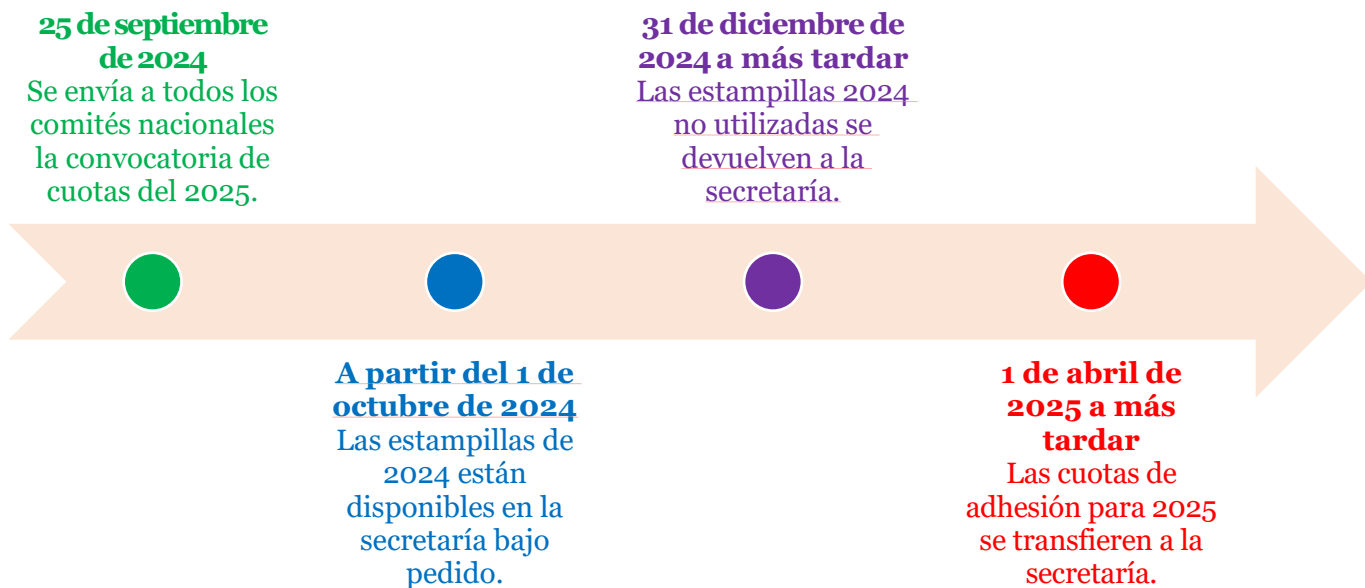 25 de septiembre
de 2024
Se envía a todos los
comités nacionales
la convocatoria de
cuotas del 2025.
A partir del 1 de
octubre de 2024
Las estampillas de
2024 están
disponibles en la
secretaría bajo
pedido.
31 de diciembre de
2024 a más tardar
Las estampillas 2024
no utilizadas se
devuelven a la
secretaría.
1 de abril de
2025 a más
tardar
Las cuotas de
adhesión para 2025
se transfieren a la
secretaría.